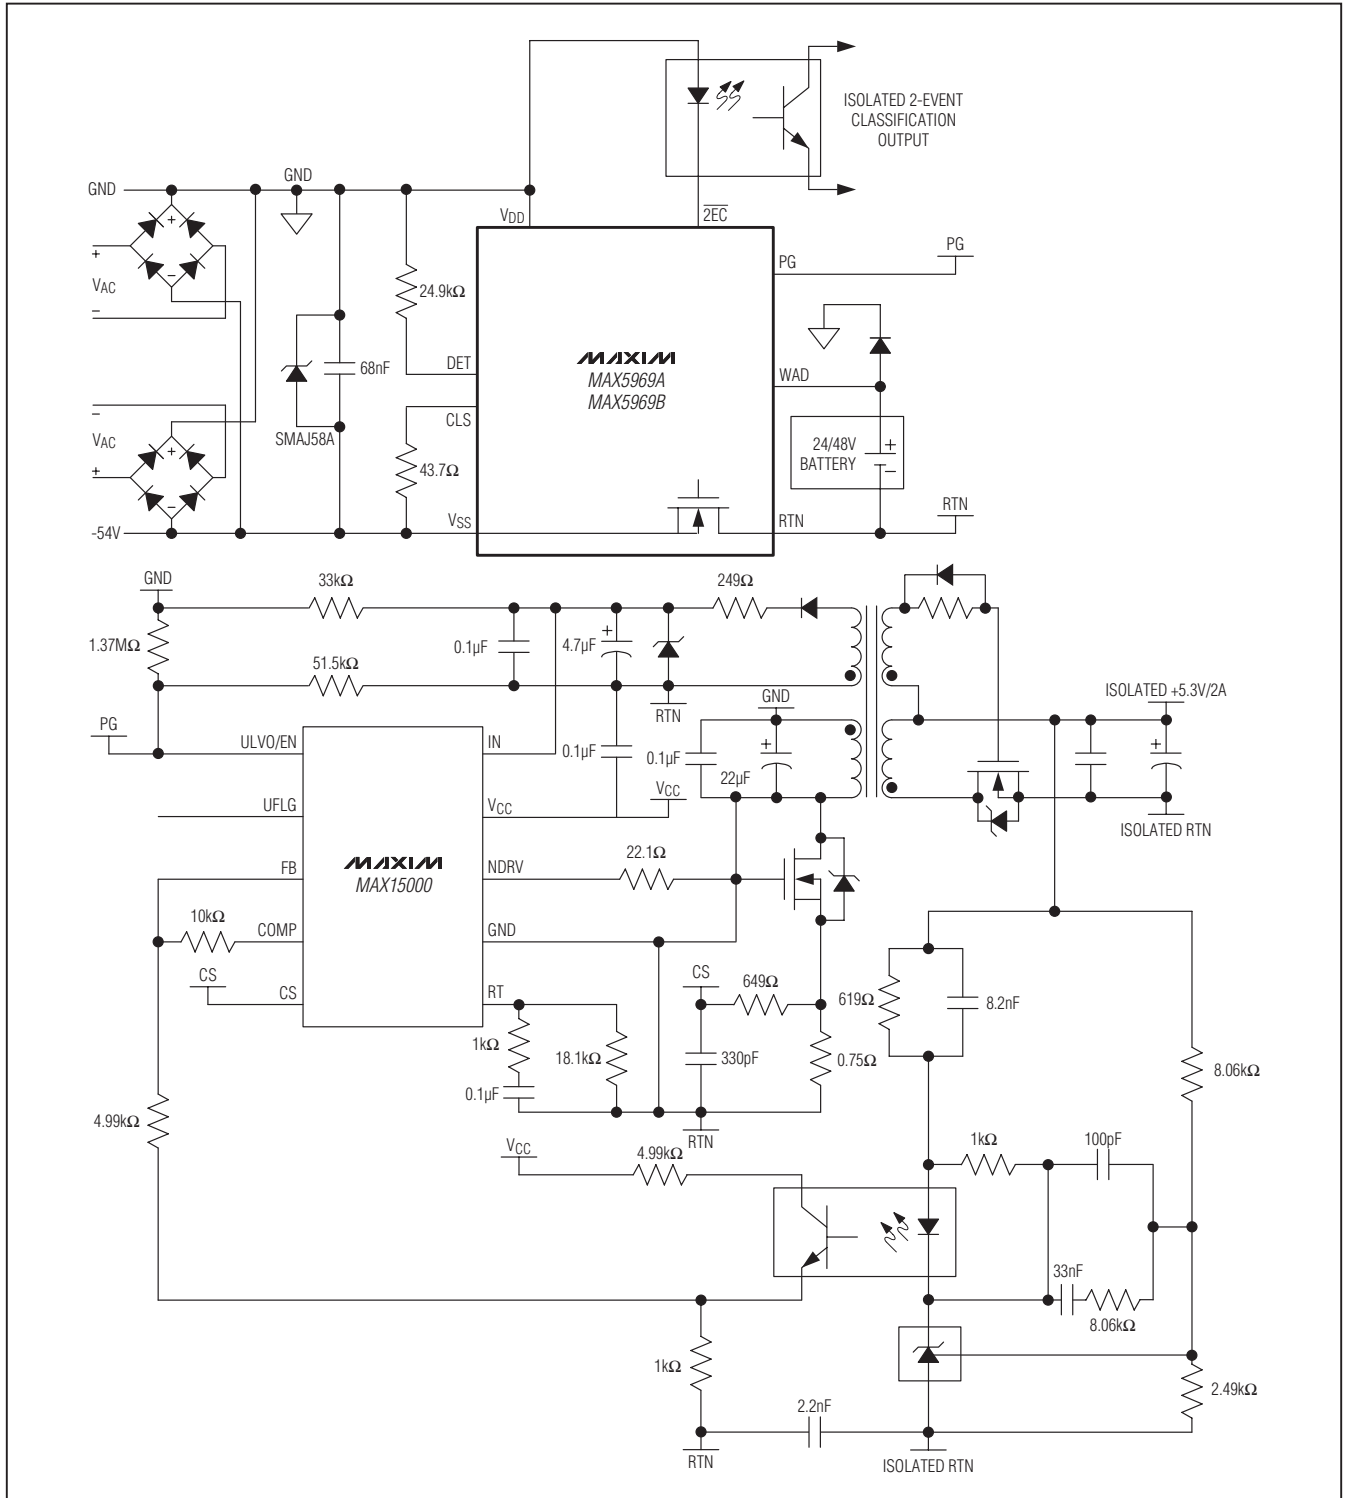 ISOLATED 2-EVENT
CLASSIFICATION
OUTPUT
GND
GND
VDD
2EC
+
-
+
VAC
-
PG
PG
24.9kΩ
DET
MAXIM
MAX5969A
MAX5969B
WAD
68nF
SMAJ58A
CLS
-
VAC
+
+
-
43.7Ω
24/48V
BATTERY
+
-
-54V
VSS
RTN
RTN
GND
33kΩ
249Ω
1.37MΩ
0.1µF
+
4.7µF
51.5kΩ
RTN
GND
ISOLATED +5.3V/2A
PG
ULVO/EN
IN
0.1µF
0.1µF
+
22µF
+
UFLG
VCC
VCC
ISOLATED RTN
MAXIM
MAX15000
FB
NDRV
22.1Ω
10kΩ
COMP
GND
CS
CS
RT
CS
649Ω
619Ω
8.2nF
1kΩ
18.1kΩ
330pF
0.75Ω
0.1µF
8.06kΩ
4.99kΩ
RTN
VCC
4.99kΩ
1kΩ
100pF
33nF
8.06kΩ
1kΩ
2.49kΩ
2.2nF
RTN
ISOLATED RTN